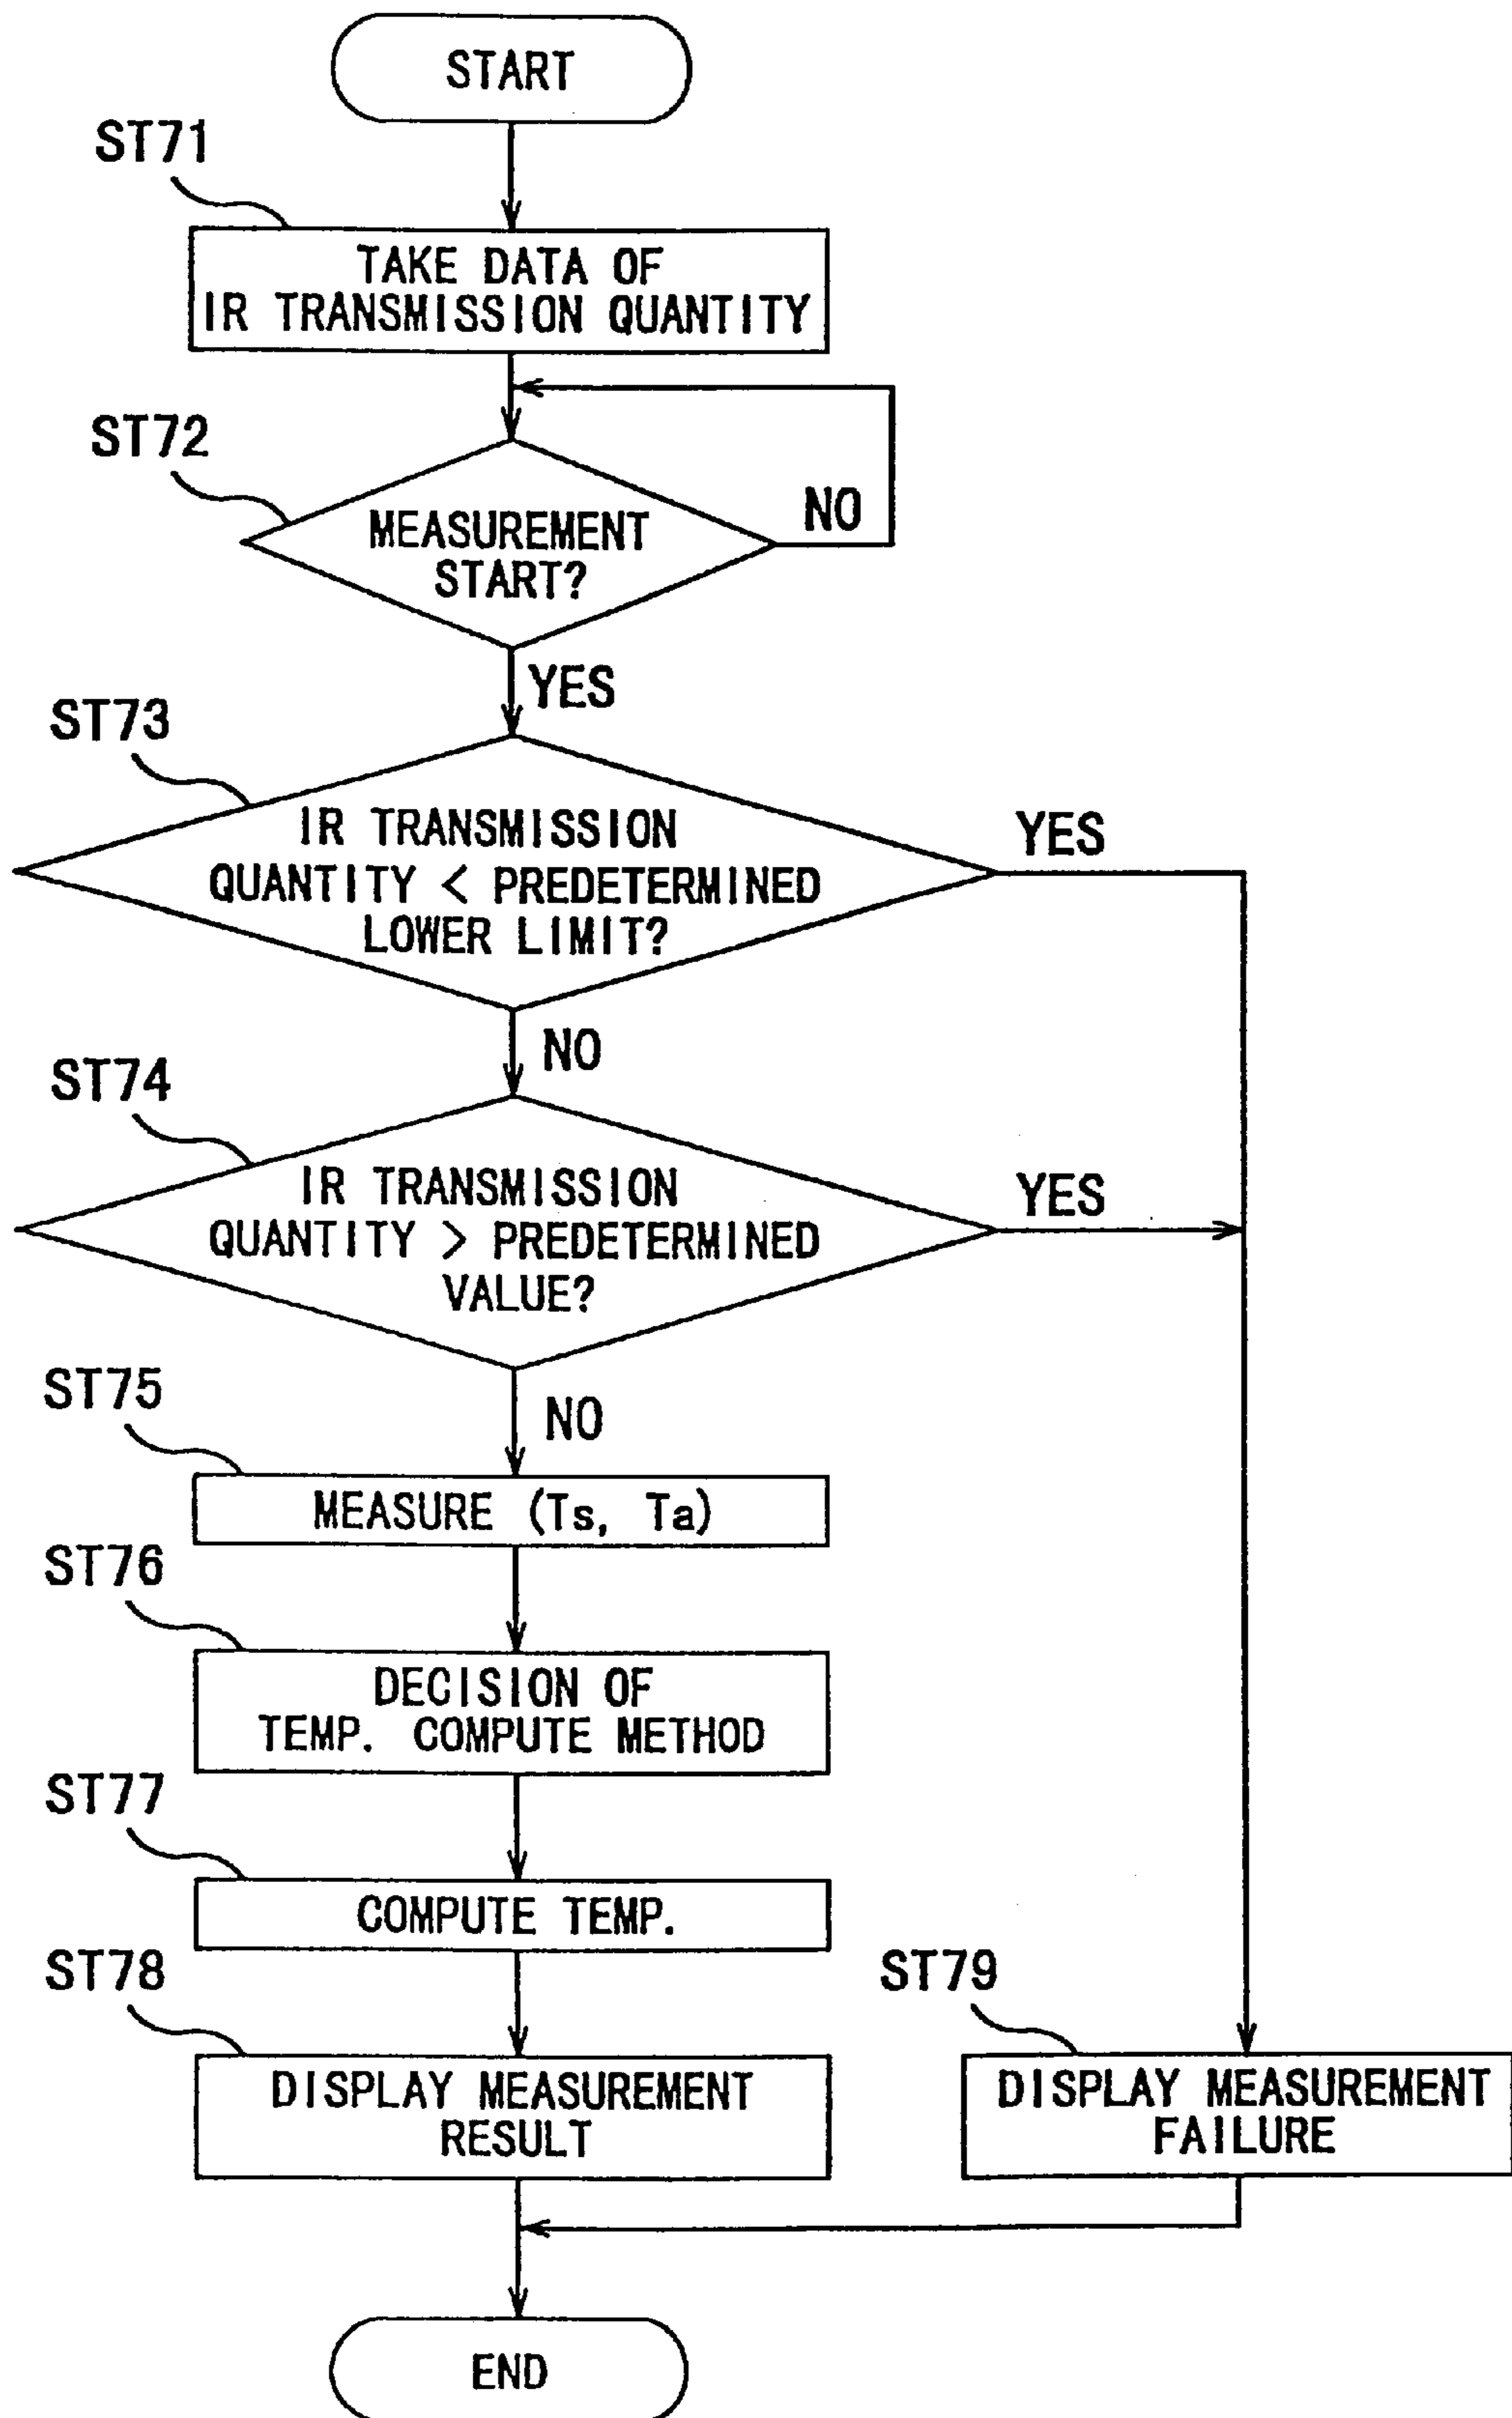 START
ST71
TAKE DATA OF
IR TRANSMISSION QUANTITY
ST72
MEASUREMENT
START?
NO
YES
ST73
IR TRANSMISSION
QUANTITY < PREDETERMINED
LOWER LIMIT?
YES
NO
ST74
IR TRANSMISSION
QUANTITY > PREDETERMINED
VALUE?
YES
NO
ST75
MEASURE (Ts, Ta)
ST76
DECISION OF
TEMP. COMPUTE METHOD
ST77
COMPUTE TEMP.
ST78
DISPLAY MEASUREMENT
RESULT
ST79
DISPLAY MEASUREMENT
FAILURE
END